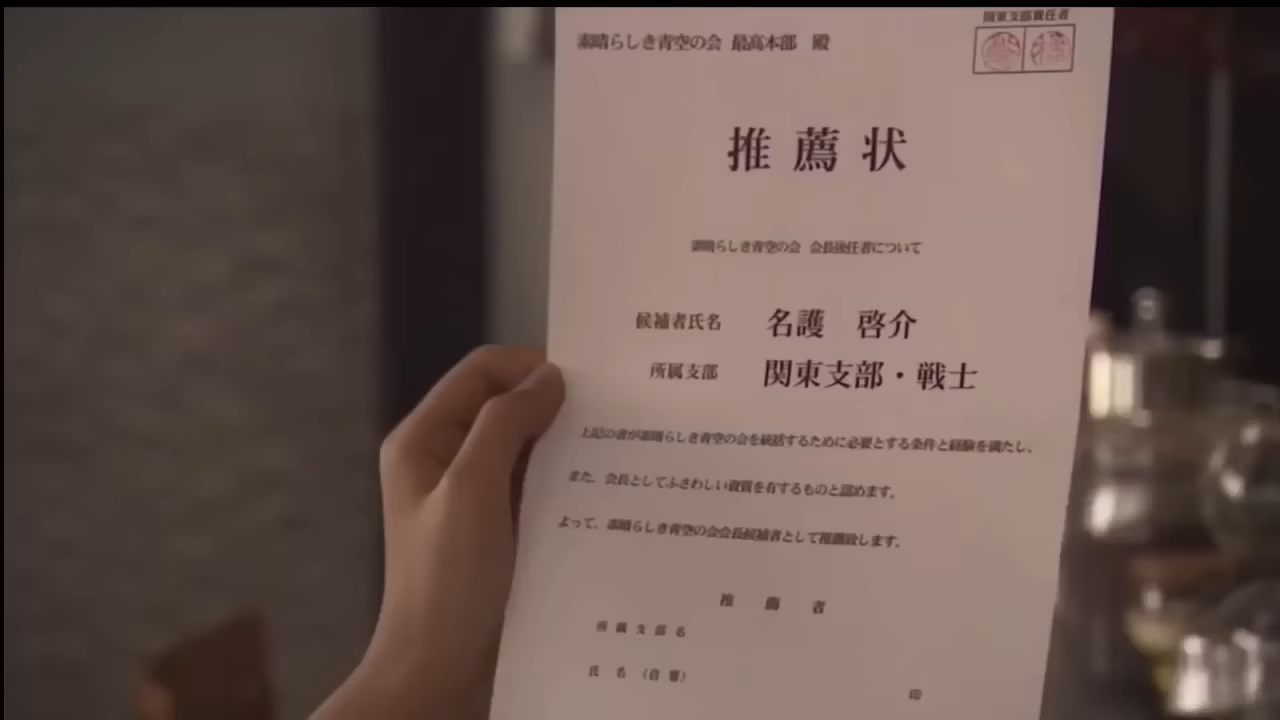 関東支部責任者
素晴らしき青空の会 最高本部 殿
推薦状
素晴らしき青空の会 会長後任者について
候補者氏名 名護 啓介
所属支部 関東支部・戦士
上記の者が素晴らしき青空の会を統括するために必要とする条件と経験を満たし、
また、会長としてふさわしい資質を有するものと認めます。
よって、素晴らしき青空の会会長候補者として推薦致します。
推薦者
所属支部名
氏名（自署）
印